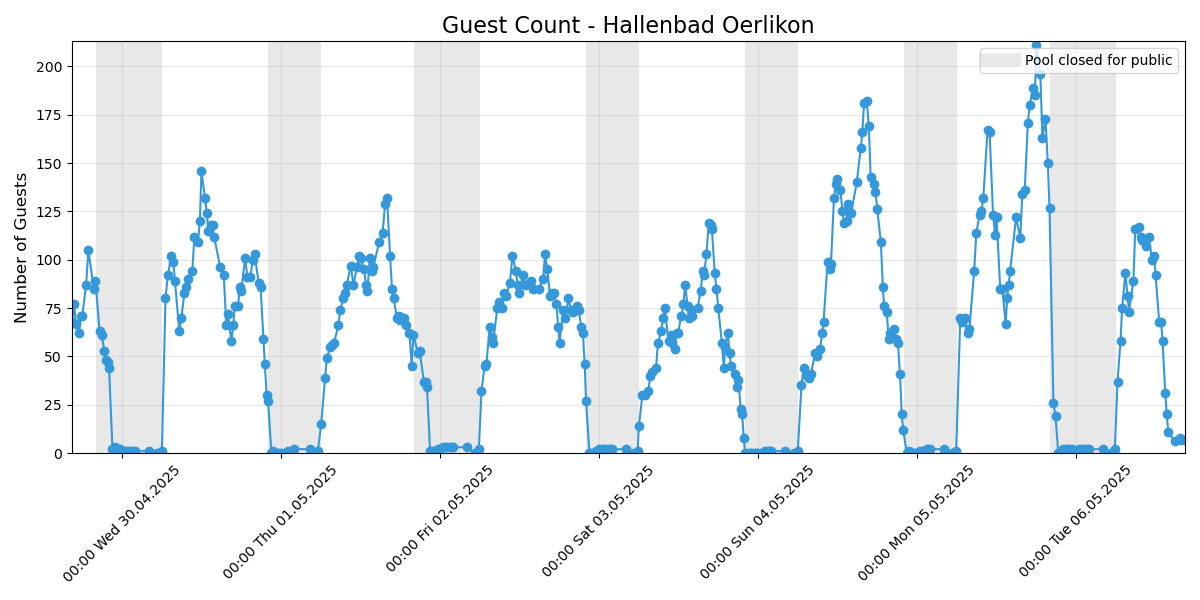 Guest Count - Hallenbad Oerlikon
Pool closed for public
Number of Guests
200
175
150
125
100
75
50
25
0
00:00 Wed 30.04.2025
00:00 Thu 01.05.2025
00:00 Fri 02.05.2025
00:00 Sat 03.05.2025
00:00 Sun 04.05.2025
00:00 Mon 05.05.2025
00:00 Tue 06.05.2025